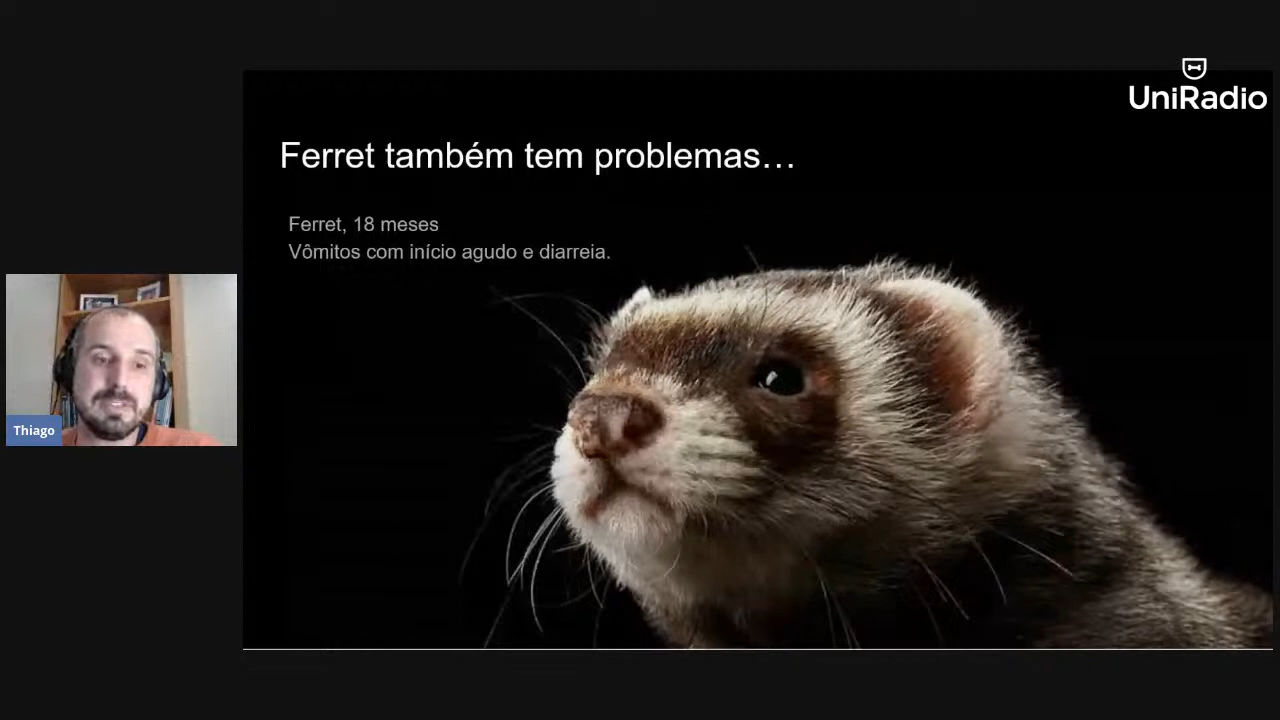 UniRadio
Ferret também tem problemas…
Ferret, 18 meses
Vômitos com início agudo e diarreia.
Thiago